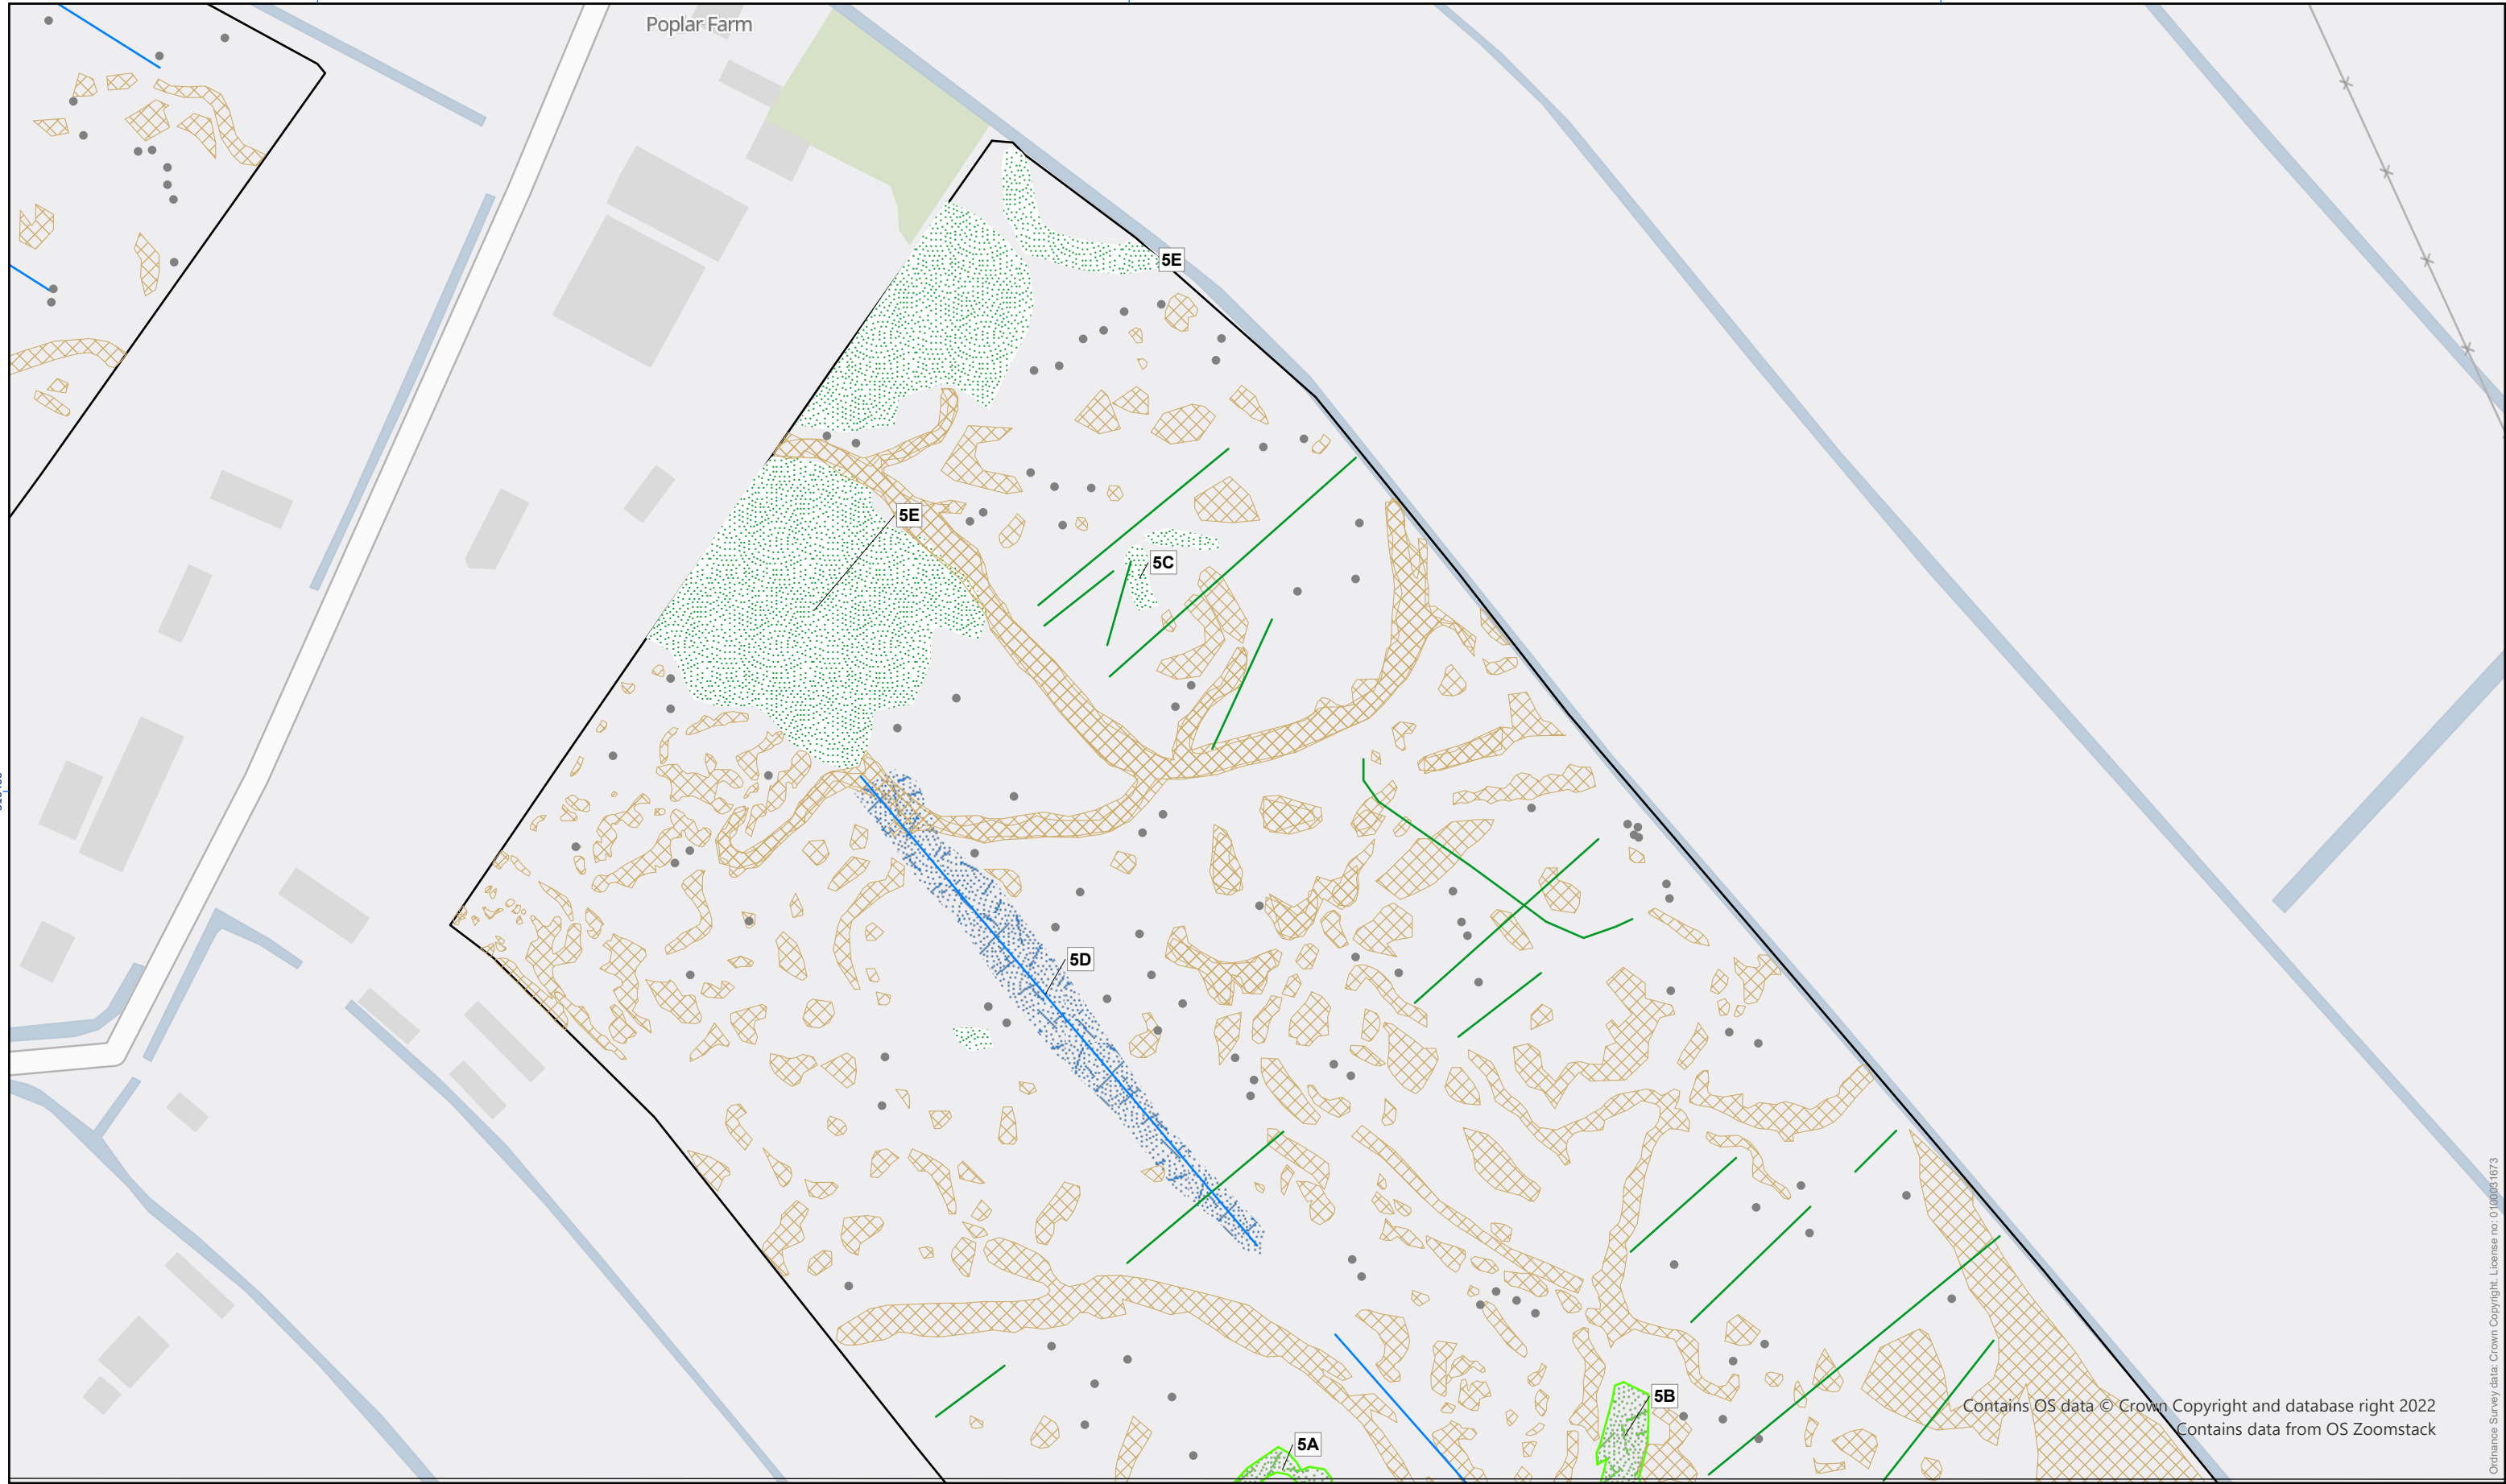 Poplar Farm
5E
5E
5C
5D
5B
5A
Contains OS data © Crown Copyright and database right 2022
Contains data from OS Zoomstack
Ordnance Survey data: Crown Copyright. License no: 0100031673